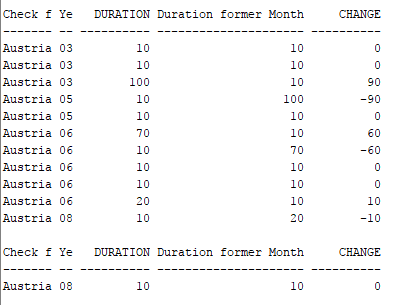 Check f Ye   DURATION Duration former Month     CHANGE
------- -- ---------- --------------------- ----------
Austria 03         10                    10          0
Austria 03         10                    10          0
Austria 03        100                    10         90
Austria 05         10                   100        -90
Austria 05         10                    10          0
Austria 06         70                    10         60
Austria 06         10                    70        -60
Austria 06         10                    10          0
Austria 06         10                    10          0
Austria 06         20                    10         10
Austria 08         10                    20        -10
Check f Ye   DURATION Duration former Month     CHANGE
------- -- ---------- --------------------- ----------
Austria 08         10                    10          0